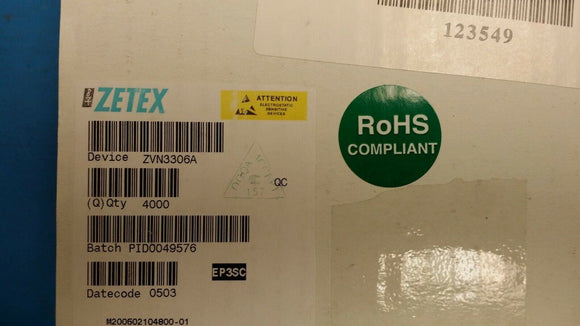 123549
ZETEX
ATTENTION
ELECTROSTATIC
SENSITIVE
DEVICES
RoHS
COMPLIANT
Device ZVN3306A
157
QC
(Q)Qty 4000
Batch PID0049576
EP3SC
Datecode 0503
M200602104800-01